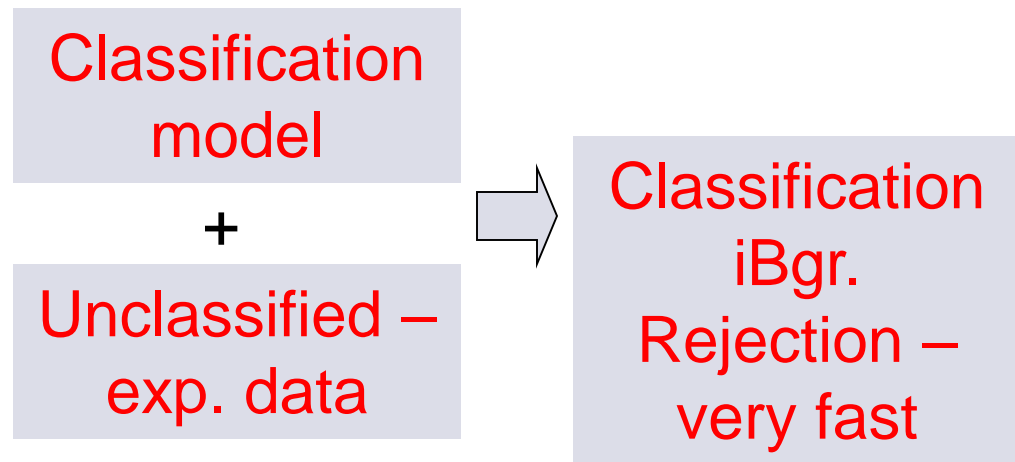 Classification
model
+
Unclassified –
exp. data
Classification
iBgr.
Rejection –
very fast